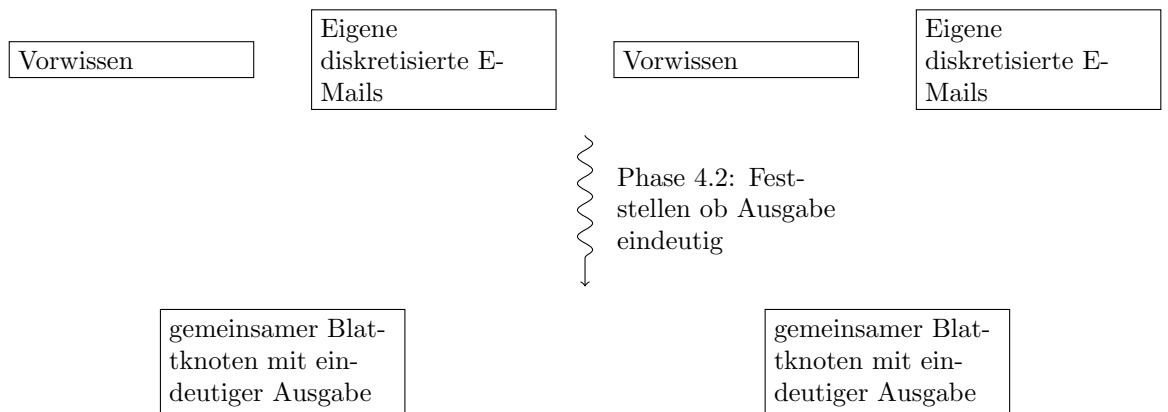 Vorwissen
Eigene
diskretisierte E-
Mails
Vorwissen
Eigene
diskretisierte E-
Mails
Phase 4.2: Fest-
stellen ob Ausgabe
eindeutig
gemeinsamer Blat-
tknoten mit ein-
deutiger Ausgabe
gemeinsamer Blat-
tknoten mit ein-
deutiger Ausgabe